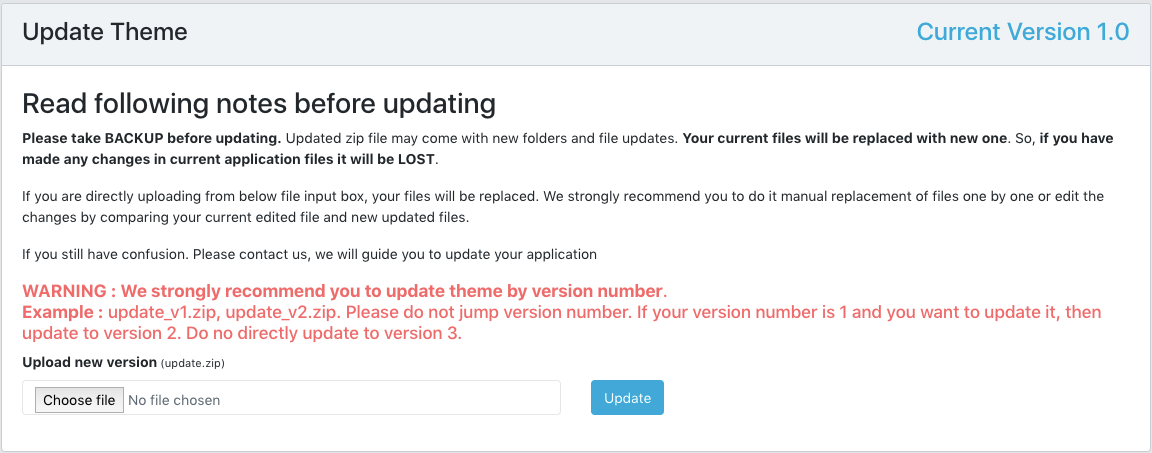 Update Theme
Current Version 1.0
Read following notes before updating
Please take BACKUP before updating. Updated zip file may come with new folders and file updates. Your current files will be replaced with new one. So, if you have
made any changes in current application files it will be LOST.
If you are directly uploading from below file input box, your files will be replaced. We strongly recommend you to do it manual replacement of files one by one or edit the
changes by comparing your current edited file and new updated files.
If you still have confusion. Please contact us, we will guide you to update your application
WARNING : We strongly recommend you to update theme by version number.
Example : update_v1.zip, update_v2.zip. Please do not jump version number. If your version number is 1 and you want to update it, then
update to version 2. Do no directly update to version 3.
Upload new version (update.zip)
Choose file No file chosen
Update